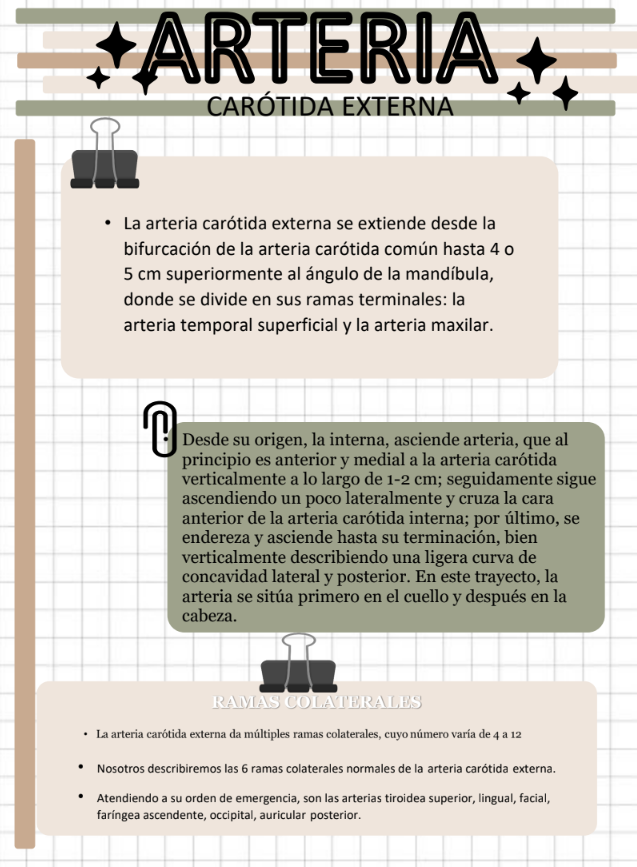 ARTERIA
CARÓTIDA EXTERNA
• La arteria carótida externa se extiende desde la
bifurcación de la arteria carótida común hasta 4 o
5 cm superiormente al ángulo de la mandíbula,
donde se divide en sus ramas terminales: la
arteria temporal superficial y la arteria maxilar.
Desde su origen, la interna, asciende arteria, que al
principio es anterior y medial a la arteria carótida
verticalmente a lo largo de 1-2 cm; seguidamente sigue
ascendiendo un poco lateralmente y cruza la cara
anterior de la arteria carótida interna; por último, se
endereza y asciende hasta su terminación, bien
verticalmente describiendo una ligera curva de
concavidad lateral y posterior. En este trayecto, la
arteria se sitúa primero en el cuello y después en la
cabeza.
RAMAS COLATERALES
• La arteria carótida externa da múltiples ramas colaterales, cuyo número varía de 4 a 12
• Nosotros describiremos las 6 ramas colaterales normales de la arteria carótida externa.
• Atendiendo a su orden de emergencia, son las arterias tiroidea superior, lingual, facial,
faríngea ascendente, occipital, auricular posterior.